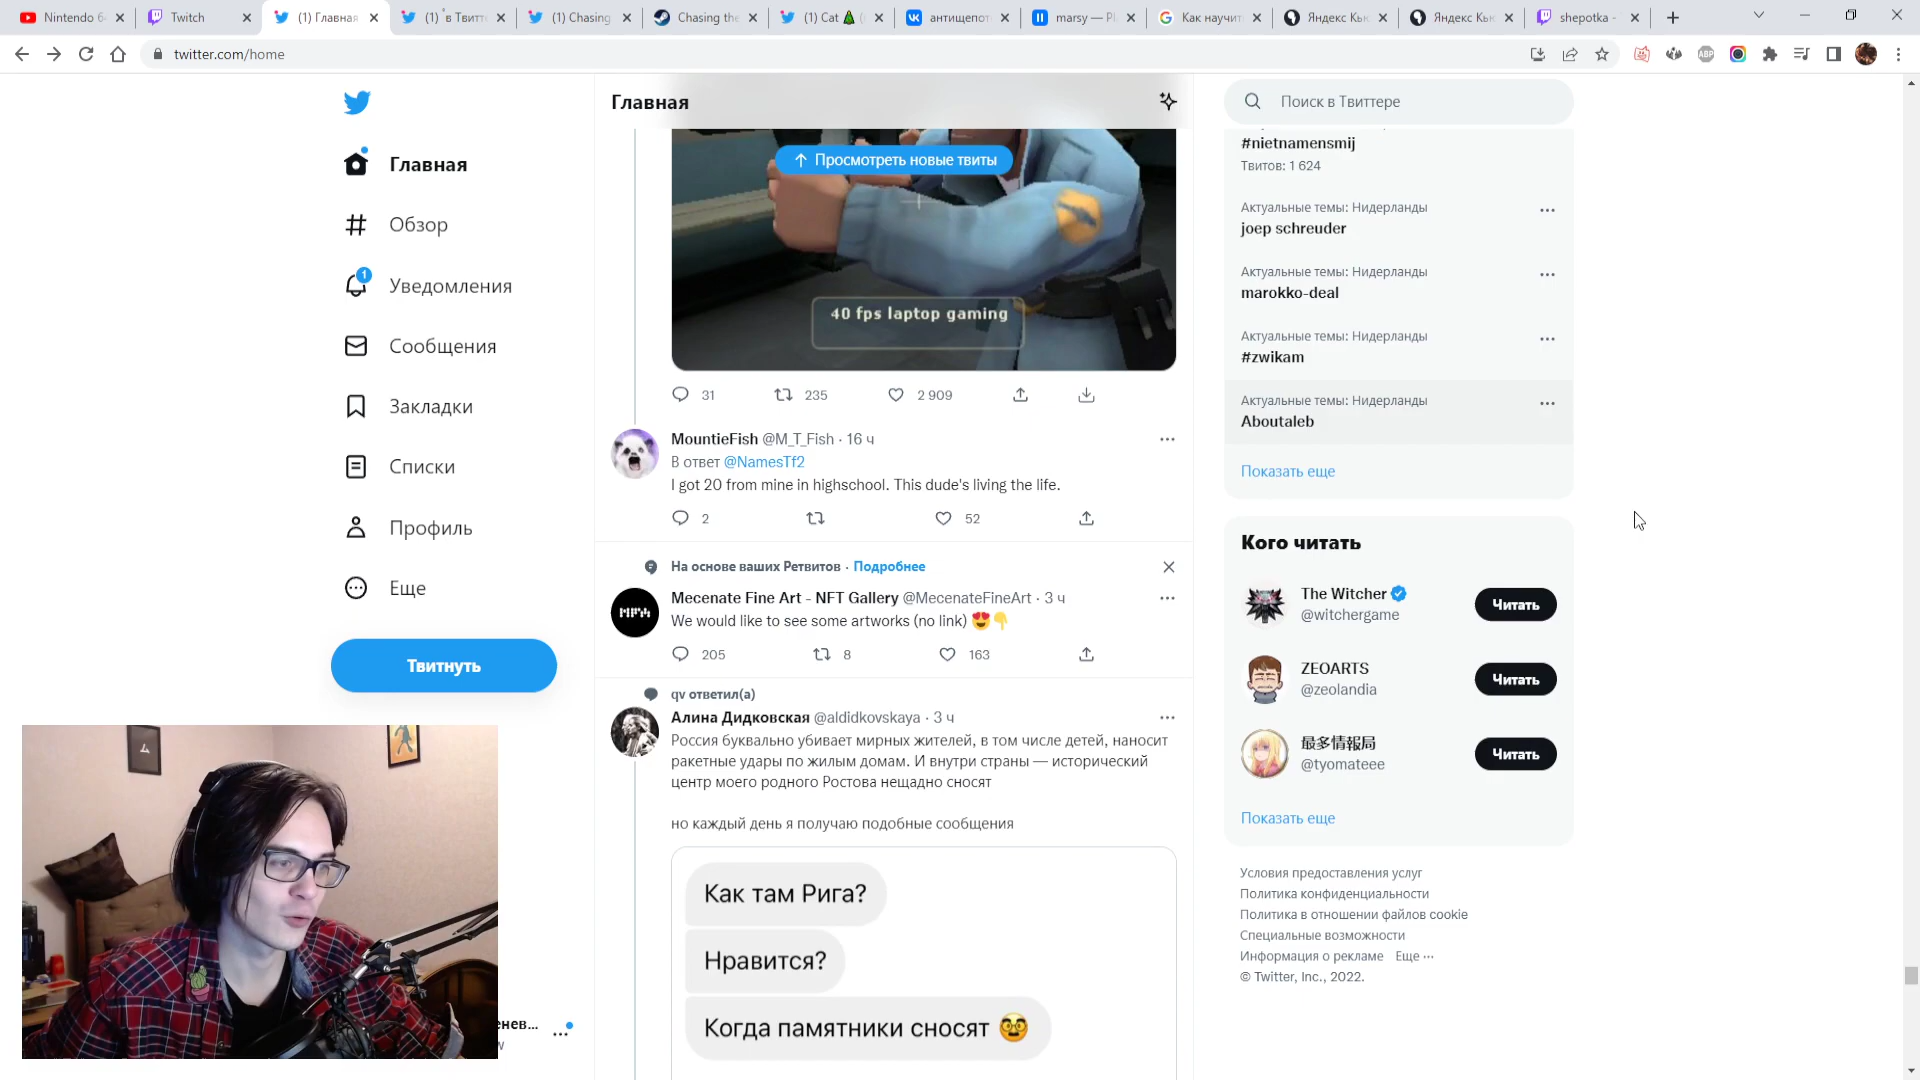 Nintendo 6
Twitch
(1) Главная
(1) в Твитт
(1) Chasing
Chasing the
(1) Cat
антищепот
marsy — Pl
Как научит
Яндекс Кью
Яндекс Кью
shepotka -
twitter.com/home
Главная
Обзор
1
Уведомления
Сообщения
Закладки
Списки
Профиль
Еще
Твитнуть
Главная
Просмотреть новые твиты
40 fps laptop gaming
31 235 2 909
MountieFish @M_T_Fish · 16 ч
В ответ @NamesTf2
I got 20 from mine in highschool. This dude's living the life.
2 52
На основе ваших Ретвитов · Подробнее
Mecenate Fine Art - NFT Gallery @MecenateFineArt · 3 ч
We would like to see some artworks (no link) 😍👇
205 8 163
qv ответил(а)
Алина Дидковская @aldidkovskaya · 3 ч
Россия буквально убивает мирных жителей, в том числе детей, наносит
ракетные удары по жилым домам. И внутри страны — исторический
центр моего родного Ростова нещадно сносят
но каждый день я получаю подобные сообщения
Как там Рига?
Нравится?
Когда памятники сносят 🥸
Поиск в Твиттере
#nietnamensmij
Твитов: 1 624
Актуальные темы: Нидерланды
joep schreuder
Актуальные темы: Нидерланды
marokko-deal
Актуальные темы: Нидерланды
#zwikam
Актуальные темы: Нидерланды
Aboutaleb
Показать еще
Кого читать
The Witcher
@witchergame
Читать
ZEOARTS
@zeolandia
Читать
最多情報局
@tyomateee
Читать
Показать еще
Условия предоставления услуг
Политика конфиденциальности
Политика в отношении файлов cookie
Специальные возможности
Информация о рекламе Еще ···
© Twitter, Inc., 2022.